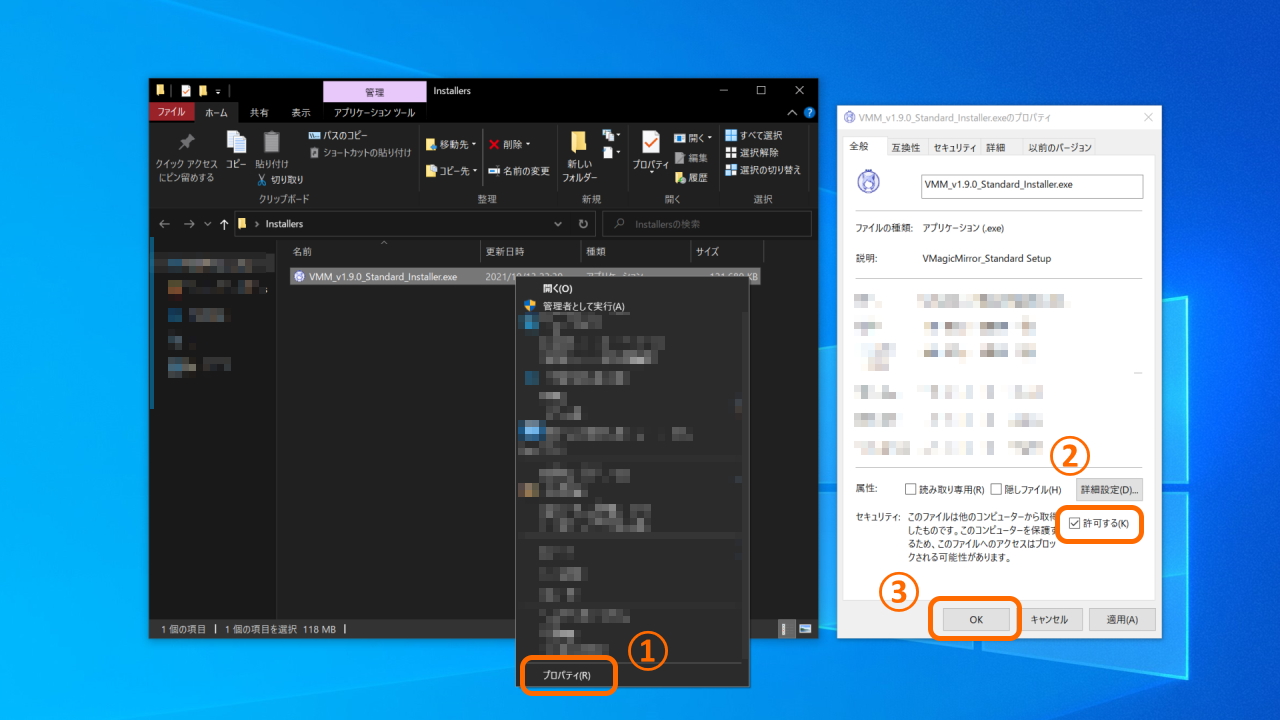 管理
Installers
ファイル
ホーム
共有
表示
アプリケーション ツール
クイック アクセス
にピン留めする
コピー
貼り付け
パスのコピー
ショートカットの貼り付け
切り取り
クリップボード
移動先
コピー先
削除
名前の変更
整理
新しい
フォルダー
新規
プロパティ
開く
編集
履歴
開く
すべて選択
選択解除
選択の切り替え
選択
Installers
Installersの検索
名前
更新日時
種類
サイズ
VMM_v1.9.0_Standard_Installer.exe
開く(O)
管理者として実行(A)
プロパティ(R)
①
1 個の項目
1 個の項目を選択 118 MB
VMM_v1.9.0_Standard_Installer.exeのプロパティ
全般
互換性
セキュリティ
詳細
以前のバージョン
VMM_v1.9.0_Standard_Installer.exe
ファイルの種類: アプリケーション (.exe)
説明: VMagicMirror_Standard Setup
②
属性:
読み取り専用(R)
隠しファイル(H)
詳細設定(D)...
セキュリティ:
このファイルは他のコンピューターから取得
したものです。このコンピューターを保護す
るため、このファイルへのアクセスはブロッ
クされる可能性があります。
許可する(K)
③
OK
キャンセル
適用(A)